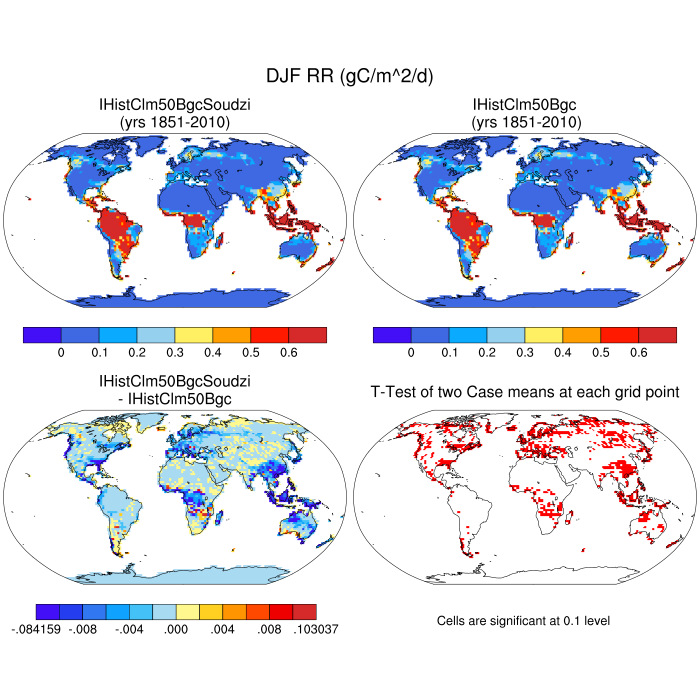 DJF RR (gC/m^2/d)
IHistClm50BgcSoudzi
(yrs 1851-2010)
IHistClm50Bgc
(yrs 1851-2010)
0 0.1 0.2 0.3 0.4 0.5 0.6
0 0.1 0.2 0.3 0.4 0.5 0.6
IHistClm50BgcSoudzi
- IHistClm50Bgc
T-Test of two Case means at each grid point
-.084159 -.008 -.004 .000 .004 .008 .103037
Cells are significant at 0.1 level